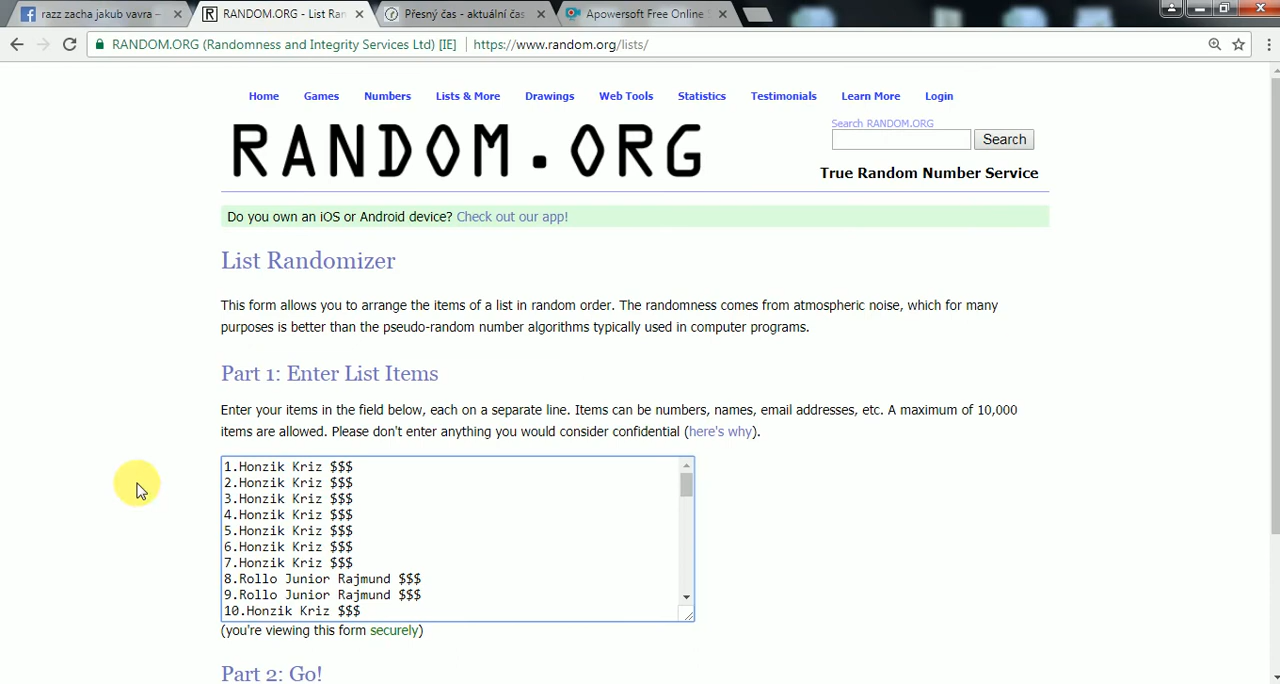 razz zacha jakub vavra –
RANDOM.ORG - List Ran
Přesný čas - aktuální čas
Apowersoft Free Online
RANDOM.ORG (Randomness and Integrity Services Ltd) [IE]
https://www.random.org/lists/
Home Games Numbers Lists & More Drawings Web Tools Statistics Testimonials Learn More Login
RANDOM.ORG
Search RANDOM.ORG
Search
True Random Number Service
Do you own an iOS or Android device? Check out our app!
List Randomizer
This form allows you to arrange the items of a list in random order. The randomness comes from atmospheric noise, which for many
purposes is better than the pseudo-random number algorithms typically used in computer programs.
Part 1: Enter List Items
Enter your items in the field below, each on a separate line. Items can be numbers, names, email addresses, etc. A maximum of 10,000
items are allowed. Please don't enter anything you would consider confidential (here's why).
1.Honzik Kriz $$$
2.Honzik Kriz $$$
3.Honzik Kriz $$$
4.Honzik Kriz $$$
5.Honzik Kriz $$$
6.Honzik Kriz $$$
7.Honzik Kriz $$$
8.Rollo Junior Rajmund $$$
9.Rollo Junior Rajmund $$$
10.Honzik Kriz $$$
(you're viewing this form securely)
Part 2: Go!